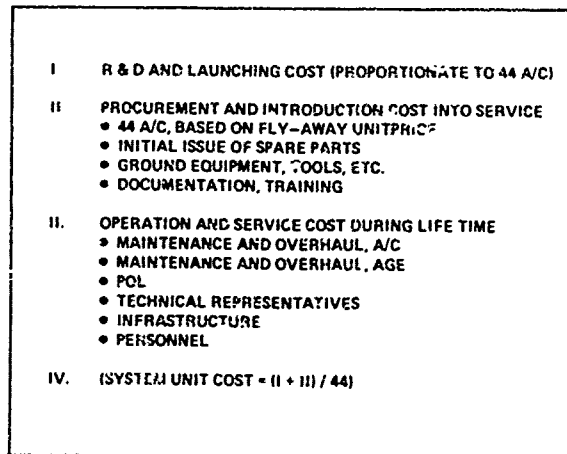 I R & D AND LAUNCHING COST (PROPORTIONATE TO 44 A/C)
II PROCUREMENT AND INTRODUCTION COST INTO SERVICE
• 44 A/C, BASED ON FLY-AWAY UNITPRICE
• INITIAL ISSUE OF SPARE PARTS
• GROUND EQUIPMENT, TOOLS, ETC.
• DOCUMENTATION, TRAINING
II. OPERATION AND SERVICE COST DURING LIFE TIME
• MAINTENANCE AND OVERHAUL, A/C
• MAINTENANCE AND OVERHAUL, AGE
• POL
• TECHNICAL REPRESENTATIVES
• INFRASTRUCTURE
• PERSONNEL
IV. (SYSTEM UNIT COST = (I + II) / 44)